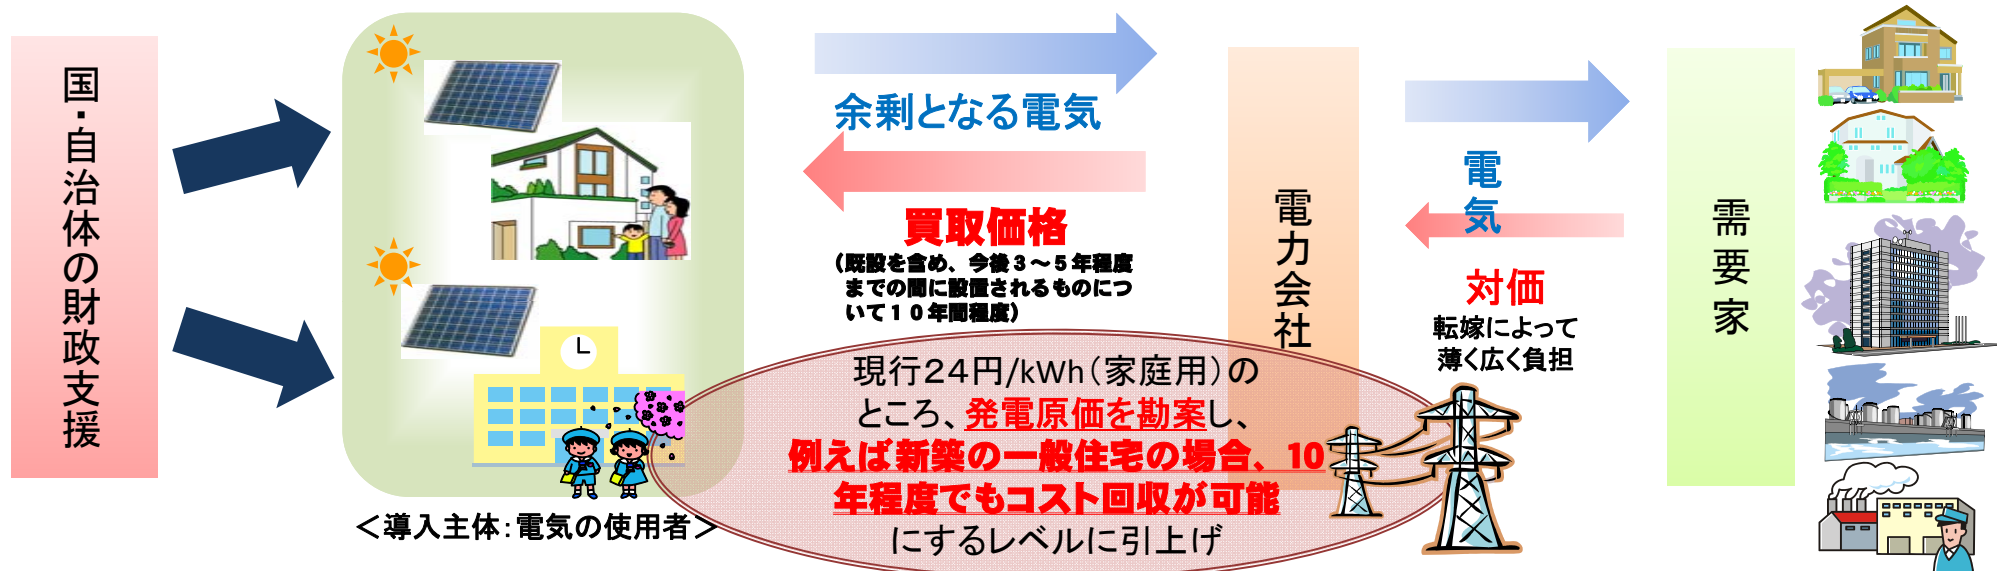 国・自治体の財政支援
＜導入主体：電気の使用者＞
余剰となる電気
買取価格
（既設を含め、今後３～５年程度
までの間に設置されるものにつ
いて１０年間程度）
現行２４円/kWh（家庭用）の
ところ、発電原価を勘案し、
例えば新築の一般住宅の場合、10
年程度でもコスト回収が可能
にするレベルに引上げ
電力会社
電気
対価
転嫁によって
薄く広く負担
需要家